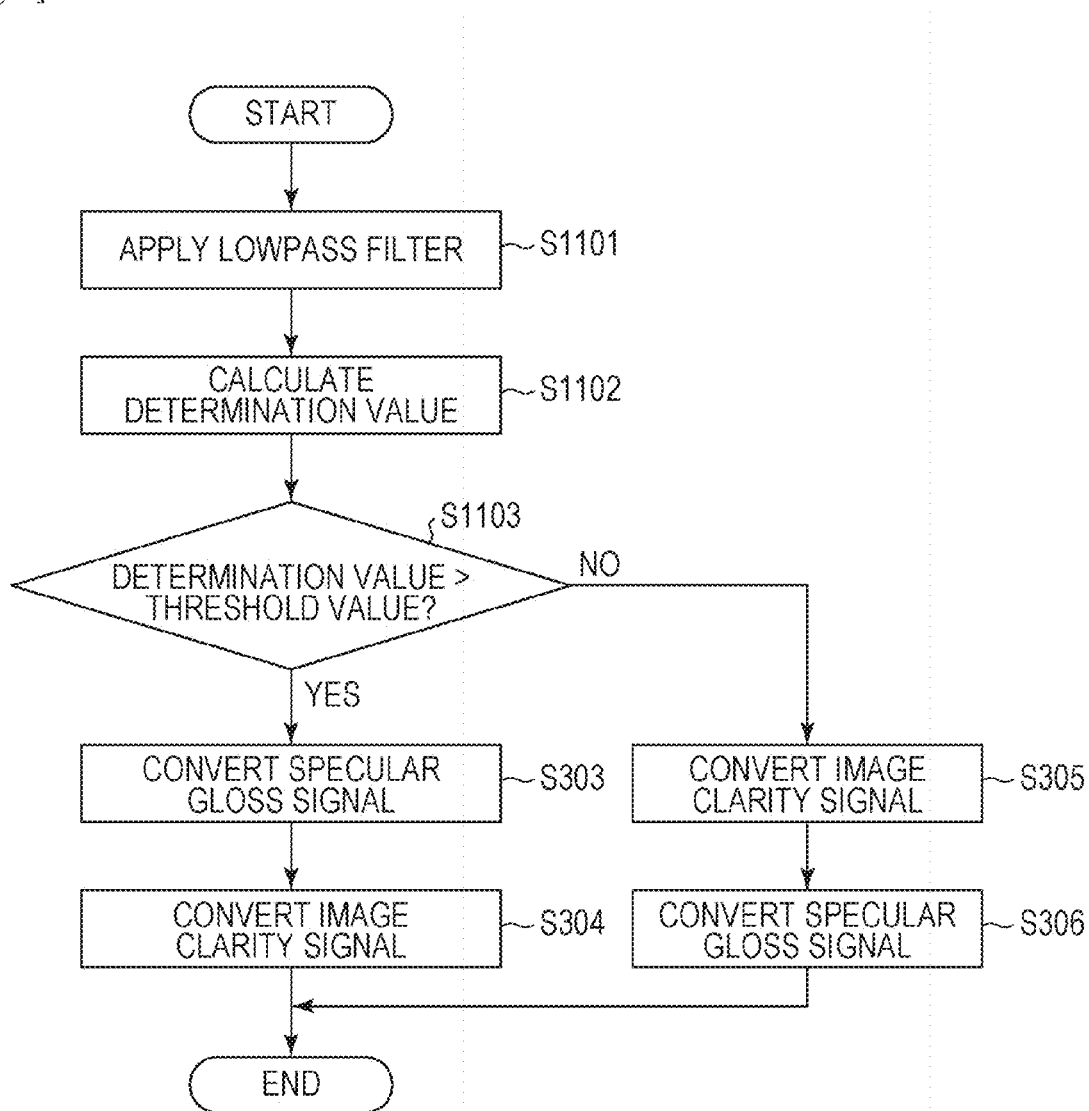 START
APPLY LOWPASS FILTER
S1101
CALCULATE
DETERMINATION VALUE
S1102
S1103
DETERMINATION VALUE >
THRESHOLD VALUE?
NO
YES
CONVERT SPECULAR
GLOSS SIGNAL
S303
CONVERT IMAGE
CLARITY SIGNAL
S305
CONVERT IMAGE
CLARITY SIGNAL
S304
CONVERT SPECULAR
GLOSS SIGNAL
S306
END